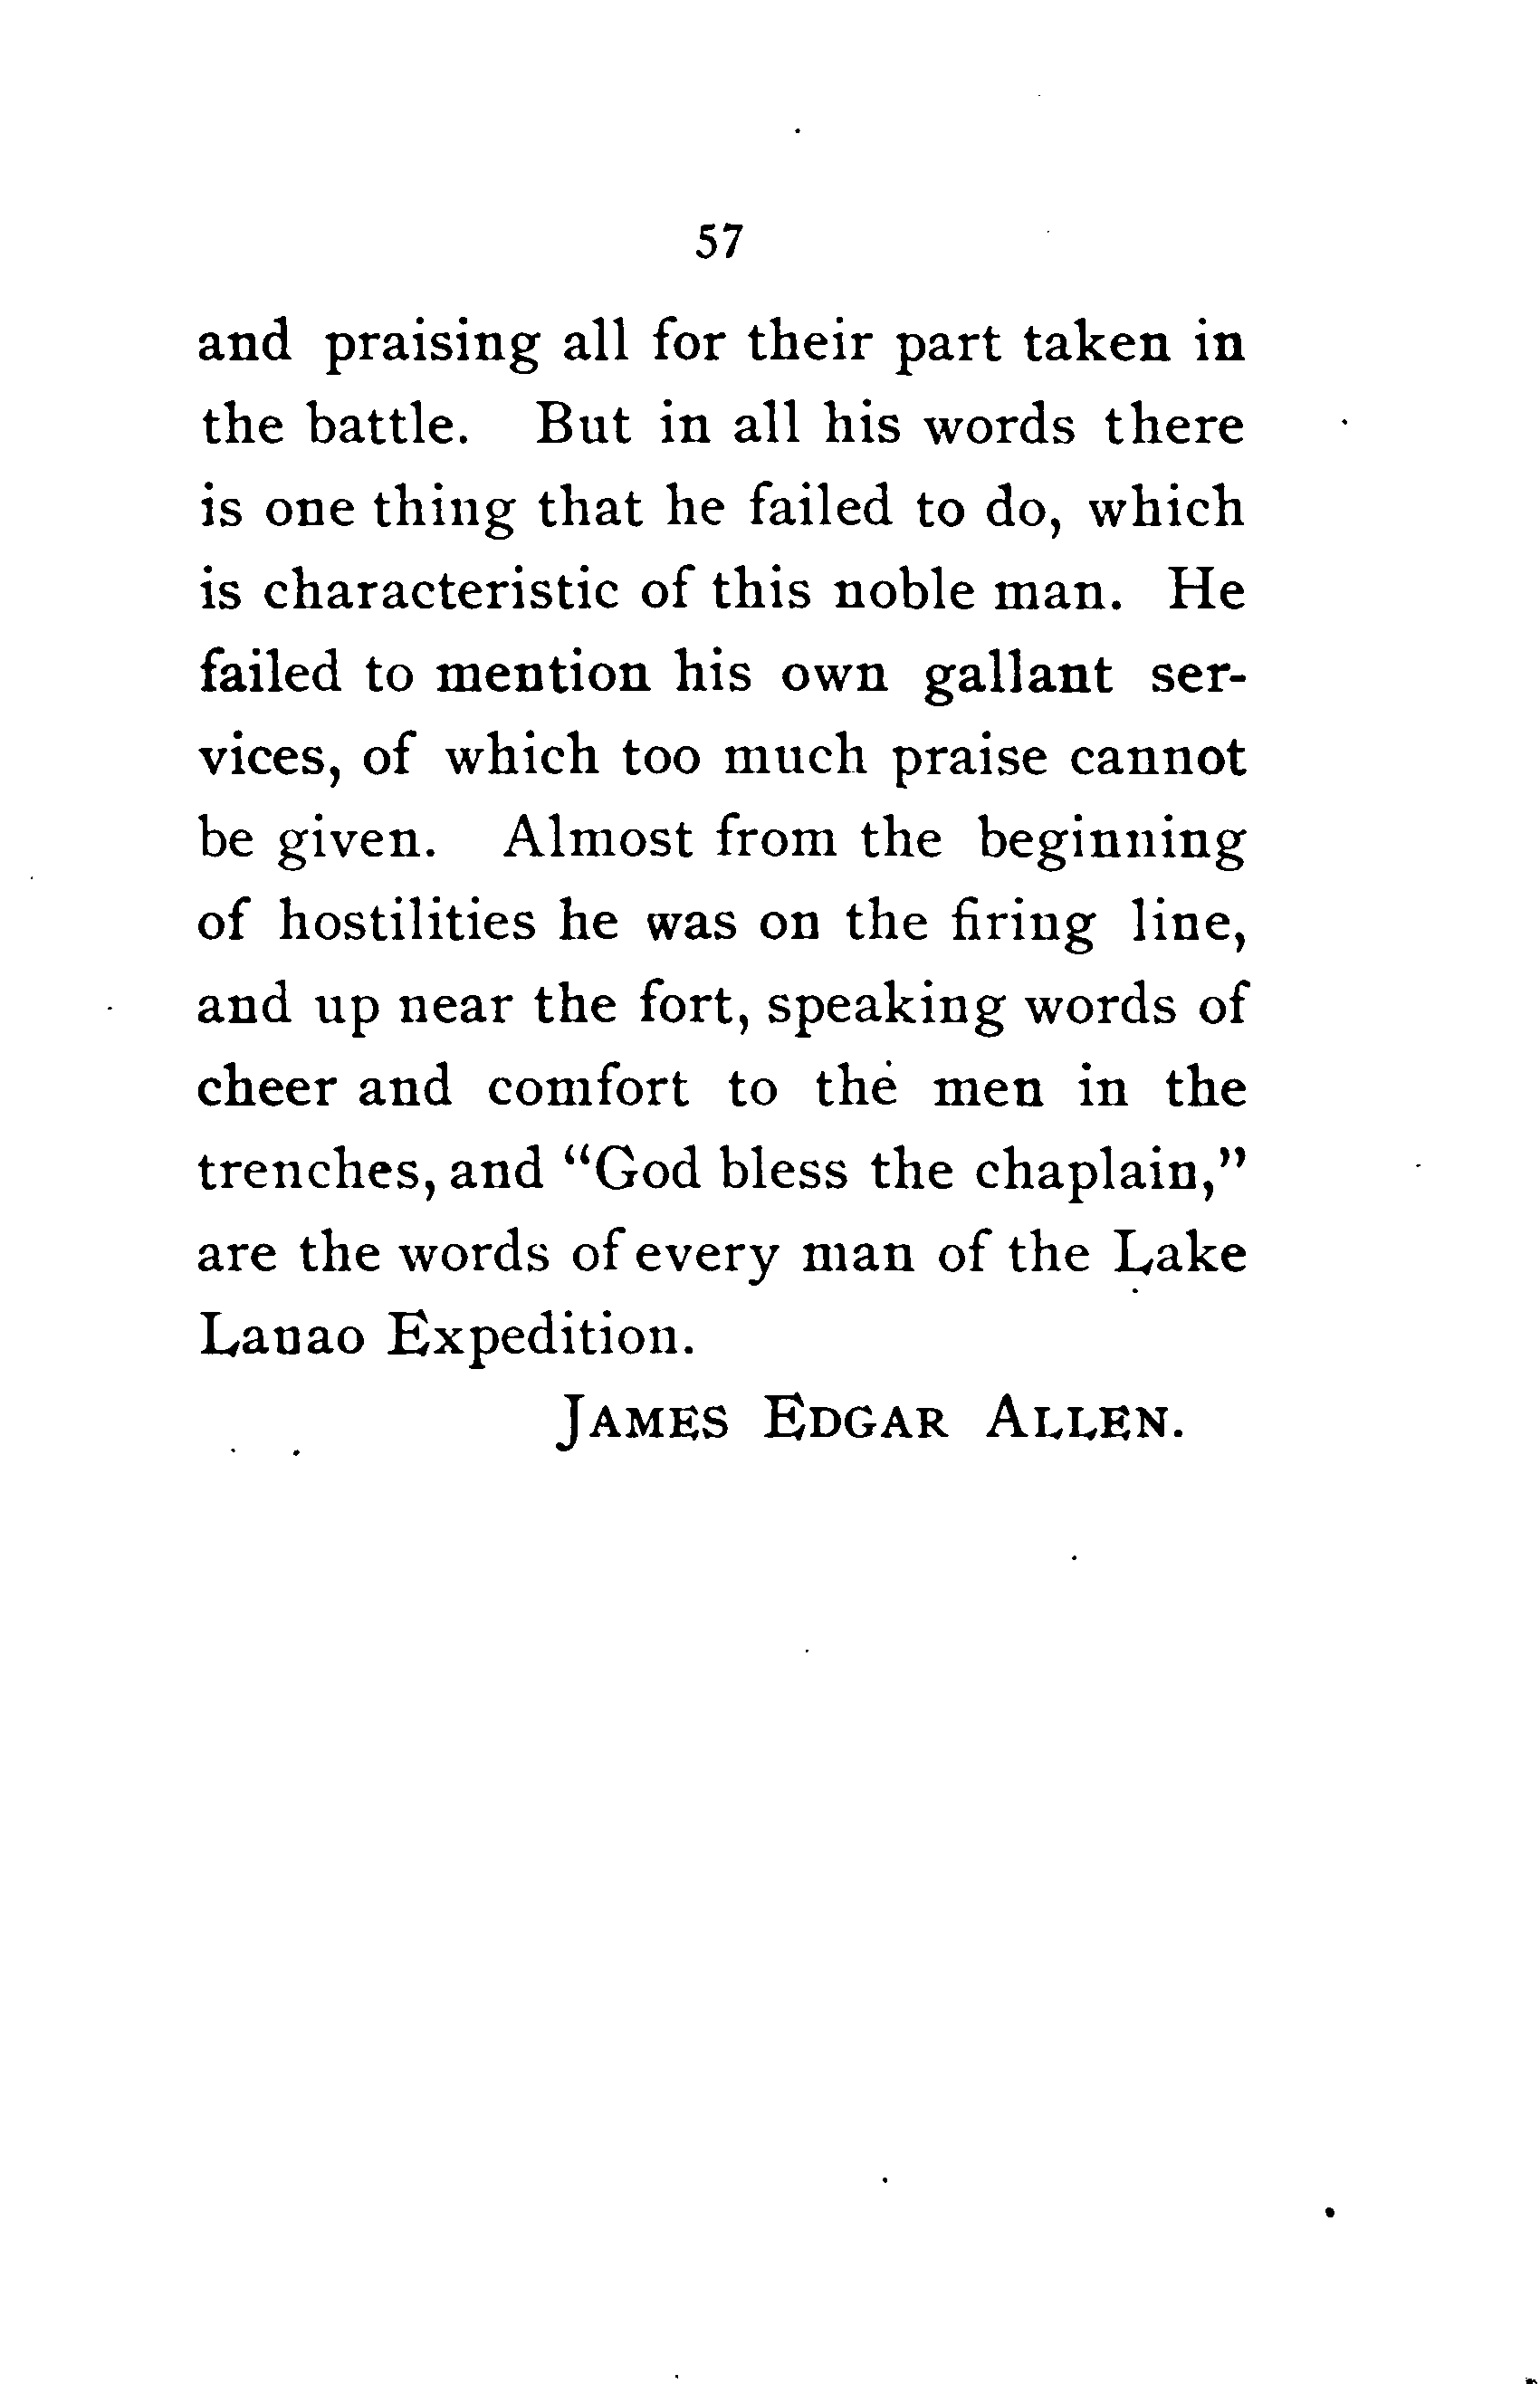 57
and praising all for their part taken in
the battle. But in all his words there
is one thing that he failed to do, which
is characteristic of this noble man. He
failed to mention his own gallant ser-
vices, of which too much praise cannot
be given. Almost from the beginning
of hostilities he was on the firing line,
and up near the fort, speaking words of
cheer and comfort to the men in the
trenches, and “God bless the chaplain,”
are the words of every man of the Lake
Lanao Expedition.
JAMES EDGAR ALLEN.